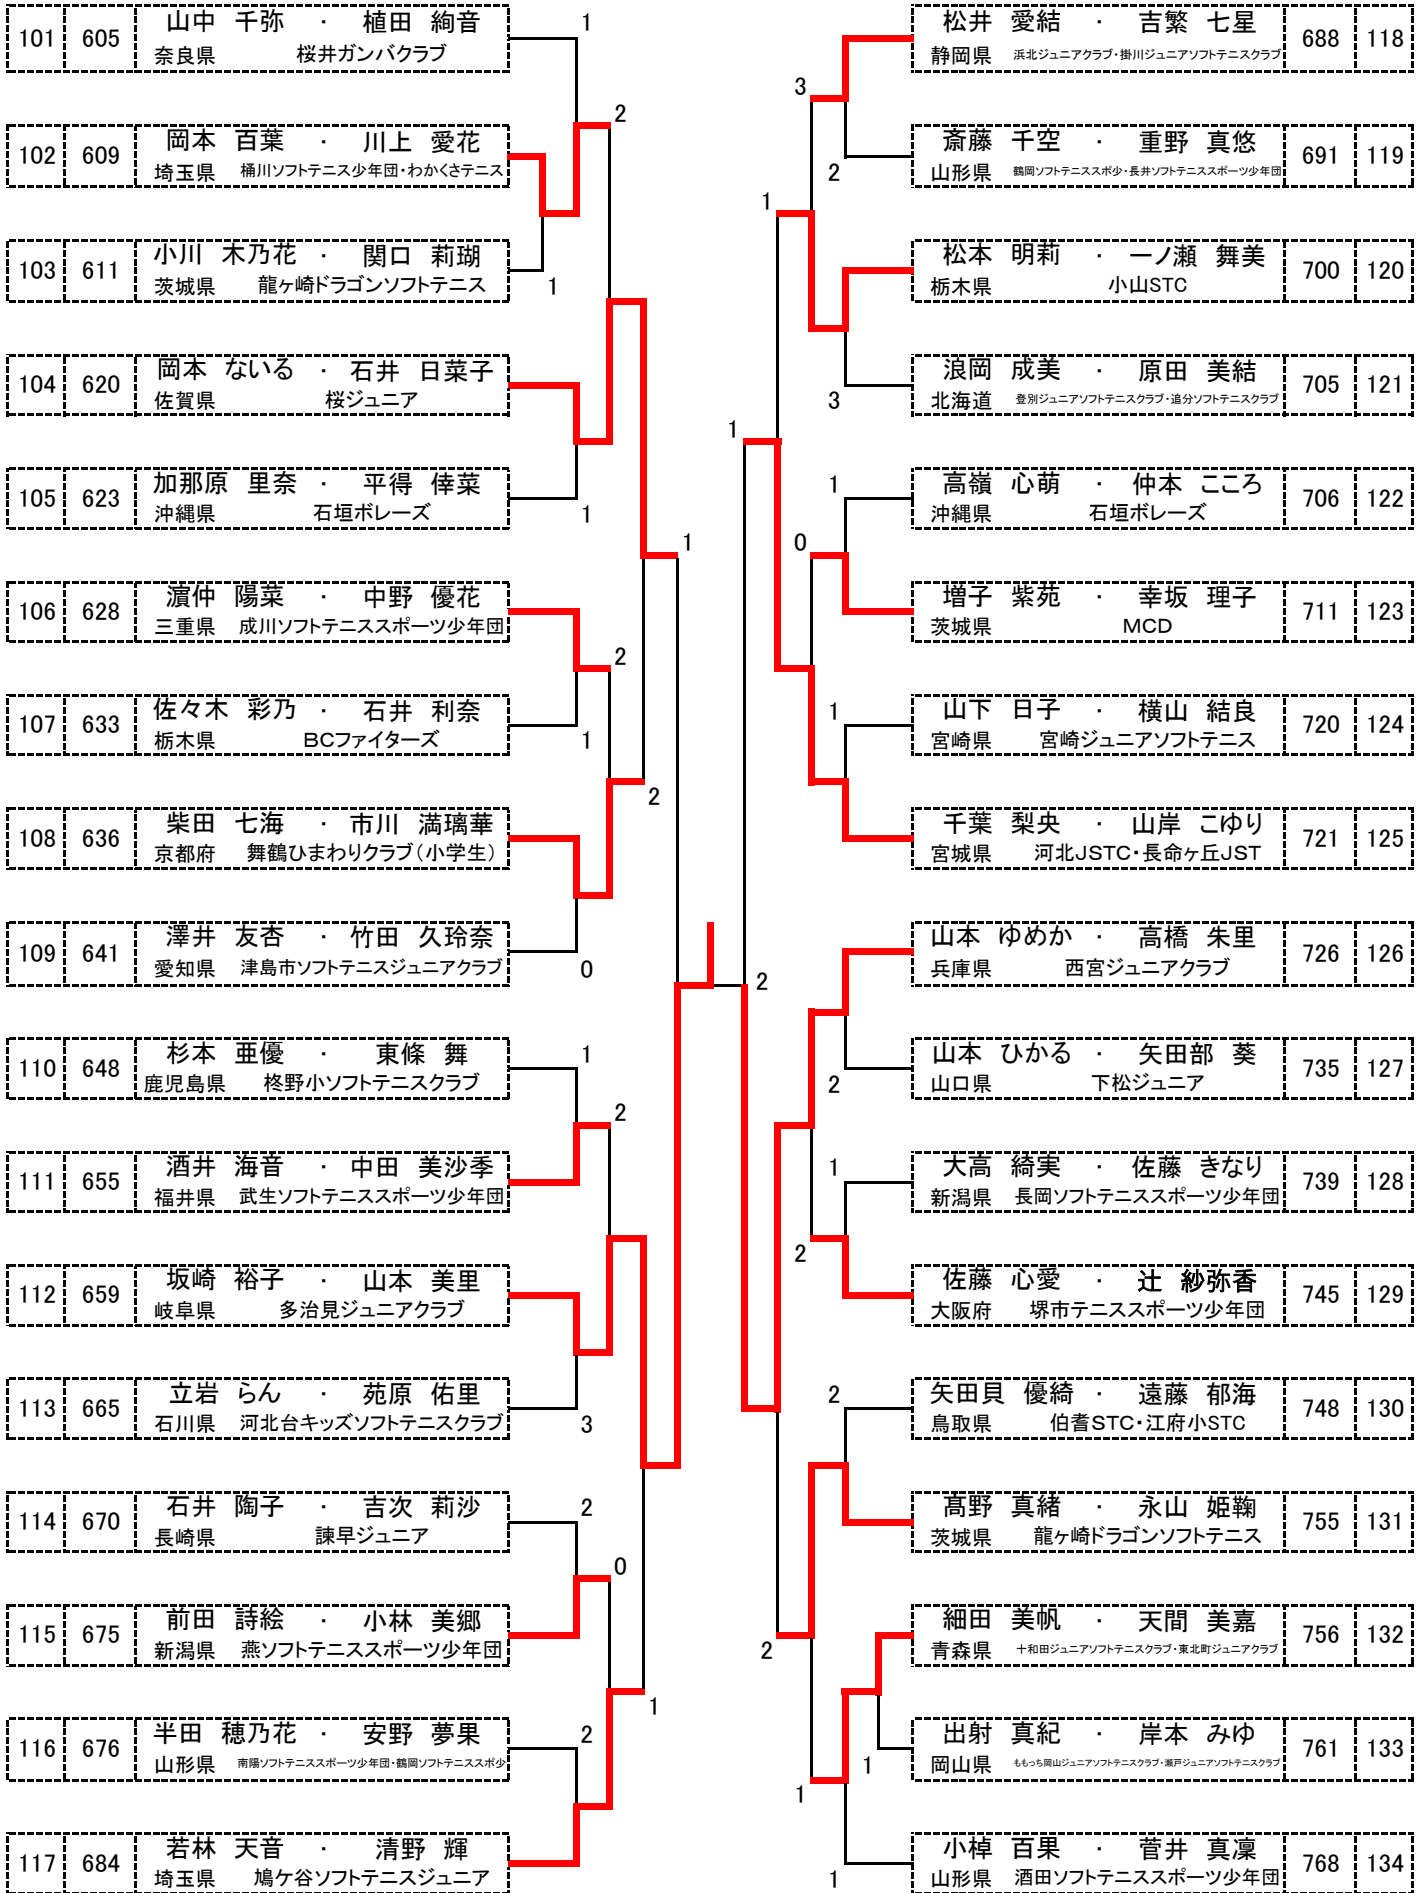 101 605 山中 千弥 ・ 植田 絢音
奈良県 桜井ガンバクラブ
1
102 609 岡本 百葉 ・ 川上 愛花
埼玉県 桶川ソフトテニス少年団・わかくさテニス
2
103 611 小川 木乃花 ・ 関口 莉瑚
茨城県 龍ヶ崎ドラゴンソフトテニス
1
104 620 岡本 ないる ・ 石井 日菜子
佐賀県 桜ジュニア
105 623 加那原 里奈 ・ 平得 倖菜
沖縄県 石垣ボレーズ
1
1
106 628 濵仲 陽菜 ・ 中野 優花
三重県 成川ソフトテニススポーツ少年団
2
107 633 佐々木 彩乃 ・ 石井 利奈
栃木県 BCファイターズ
1
2
108 636 柴田 七海 ・ 市川 満璃華
京都府 舞鶴ひまわりクラブ（小学生）
109 641 澤井 友杏 ・ 竹田 久玲奈
愛知県 津島市ソフトテニスジュニアクラブ
0
110 648 杉本 亜優 ・ 東條 舞
鹿児島県 柊野小ソフトテニスクラブ
1
2
111 655 酒井 海音 ・ 中田 美沙季
福井県 武生ソフトテニススポーツ少年団
112 659 坂崎 裕子 ・ 山本 美里
岐阜県 多治見ジュニアクラブ
113 665 立岩 らん ・ 苑原 佑里
石川県 河北台キッズソフトテニスクラブ
3
114 670 石井 陶子 ・ 吉次 莉沙
長崎県 諫早ジュニア
2
0
115 675 前田 詩絵 ・ 小林 美郷
新潟県 燕ソフトテニススポーツ少年団
1
116 676 半田 穂乃花 ・ 安野 夢果
山形県 南陽ソフトテニススポーツ少年団・鶴岡ソフトテニススポ少
2
117 684 若林 天音 ・ 清野 輝
埼玉県 鳩ケ谷ソフトテニスジュニア
松井 愛結 ・ 吉繁 七星 688 118
静岡県 浜北ジュニアクラブ・掛川ジュニアソフトテニスクラブ
3
斎藤 千空 ・ 重野 真悠 691 119
山形県 鶴岡ソフトテニススポ少・長井ソフトテニススポーツ少年団
2
1
松本 明莉 ・ 一ノ瀬 舞美 700 120
栃木県 小山STC
浪岡 成美 ・ 原田 美結 705 121
北海道 登別ジュニアソフトテニスクラブ・追分ソフトテニスクラブ
3
1
高嶺 心萌 ・ 仲本 こころ 706 122
沖縄県 石垣ボレーズ
1
0
増子 紫苑 ・ 幸坂 理子 711 123
茨城県 MCD
山下 日子 ・ 横山 結良 720 124
宮崎県 宮崎ジュニアソフトテニス
1
千葉 梨央 ・ 山岸 こゆり 721 125
宮城県 河北JSTC・長命ヶ丘JST
山本 ゆめか ・ 高橋 朱里 726 126
兵庫県 西宮ジュニアクラブ
2
山本 ひかる ・ 矢田部 葵 735 127
山口県 下松ジュニア
2
大高 綺実 ・ 佐藤 きなり 739 128
新潟県 長岡ソフトテニススポーツ少年団
1
2
佐藤 心愛 ・ 辻 紗弥香 745 129
大阪府 堺市テニススポーツ少年団
矢田貝 優綺 ・ 遠藤 郁海 748 130
鳥取県 伯耆STC・江府小STC
2
髙野 真緒 ・ 永山 姫鞠 755 131
茨城県 龍ヶ崎ドラゴンソフトテニス
2
細田 美帆 ・ 天間 美嘉 756 132
青森県 十和田ジュニアソフトテニスクラブ・東北町ジュニアクラブ
出射 真紀 ・ 岸本 みゆ 761 133
岡山県 ももっち岡山ジュニアソフトテニスクラブ・瀬戸ジュニアソフトテニスクラブ
1
1
小棹 百果 ・ 菅井 真凜 768 134
山形県 酒田ソフトテニススポーツ少年団
1